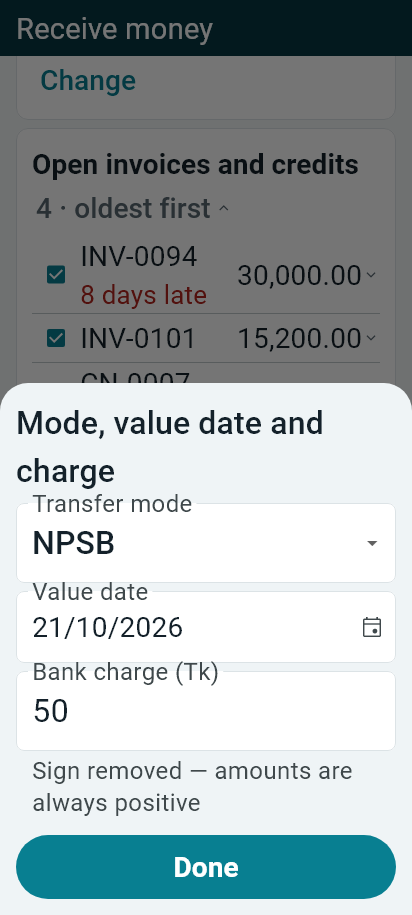 Receive money
Change
Open invoices and credits
4 · oldest first
INV-0094
30,000.00
8 days late
INV-0101
15,200.00
CN-0007
Mode, value date and
charge
Transfer mode
NPSB
Value date
21/10/2026
Bank charge (Tk)
50
Sign removed — amounts are
always positive
Done